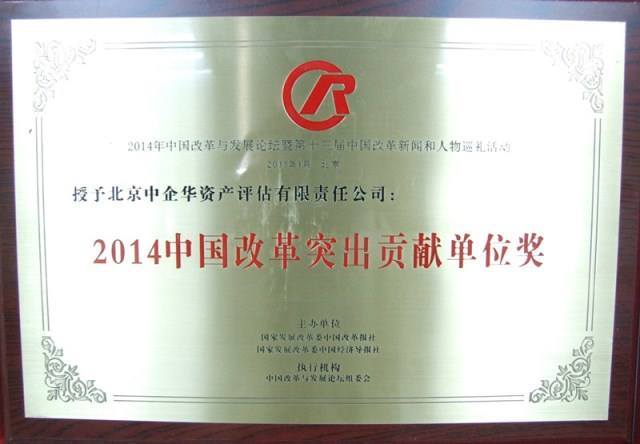 2014年中国改革与发展论坛暨第十三届中国改革新闻和人物巡礼活动
授予北京中企华资产评估有限责任公司：
2014中国改革突出贡献单位奖
主办单位
国家发展改革委中国改革报社
国家发展改革委中国经济导报社
执行机构
中国改革与发展论坛组委会